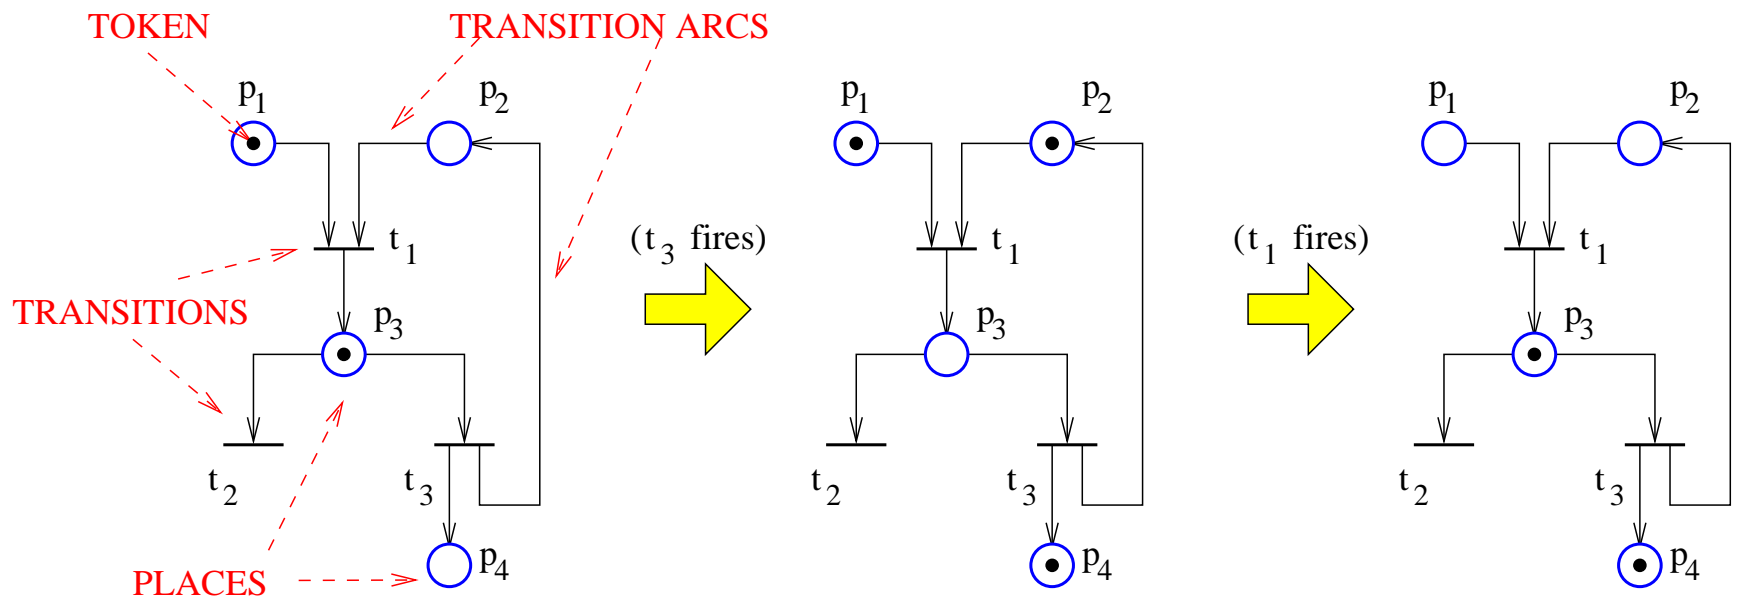 TOKEN
TRANSITION ARCS
p1
p2
p1
p2
p1
p2
t1
(t3 fires)
t1
(t1 fires)
t1
TRANSITIONS
p3
p3
p3
t2
t3
t2
t3
t2
t3
PLACES
p4
p4
p4